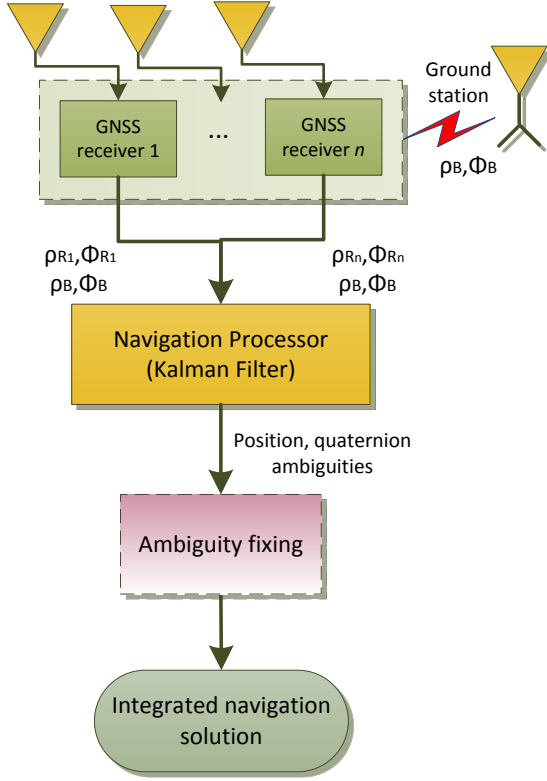 Ground
station
GNSS
receiver 1
...
GNSS
receiver n
ρB,ΦB
ρR1,ΦR1
ρB,ΦB
ρRn,ΦRn
ρB,ΦB
Navigation Processor
(Kalman Filter)
Position, quaternion
ambiguities
Ambiguity fixing
Integrated navigation
solution